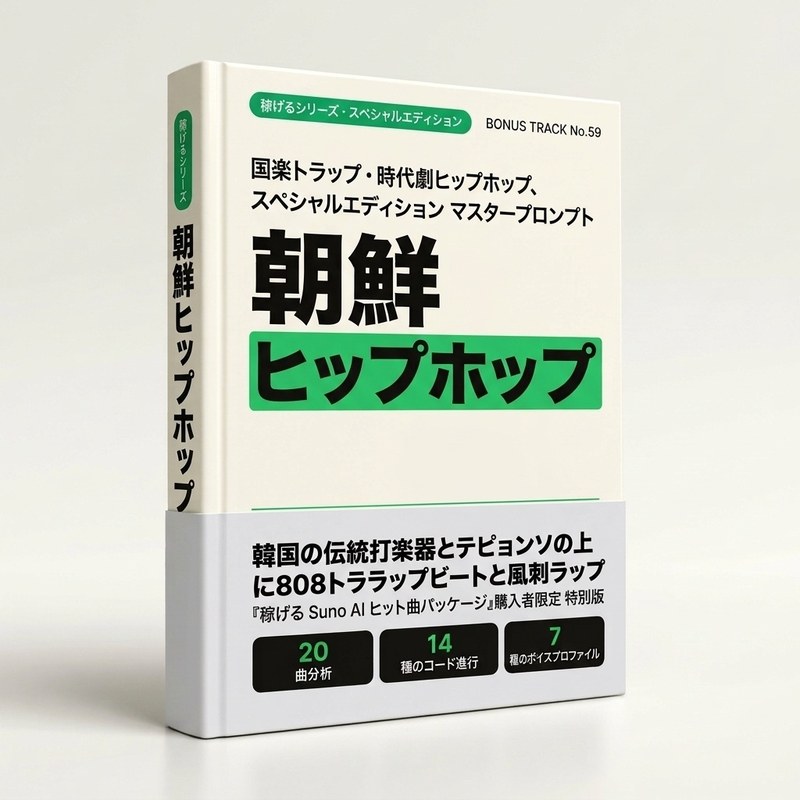 稼げるシリーズ・スペシャルエディション
BONUS TRACK No.59
国楽トラップ・時代劇ヒップホップ、
スペシャルエディション マスタープロンプト
朝鮮
ヒップホップ
韓国の伝統打楽器とテピョンソの上
に808トララップビートと風刺ラップ
『稼げる Suno AI ヒット曲パッケージ』購入者限定 特別版
20
曲分析
14
種のコード進行
7
種のボイスプロファイル
稼げるシリーズ
朝鮮ヒップホップ